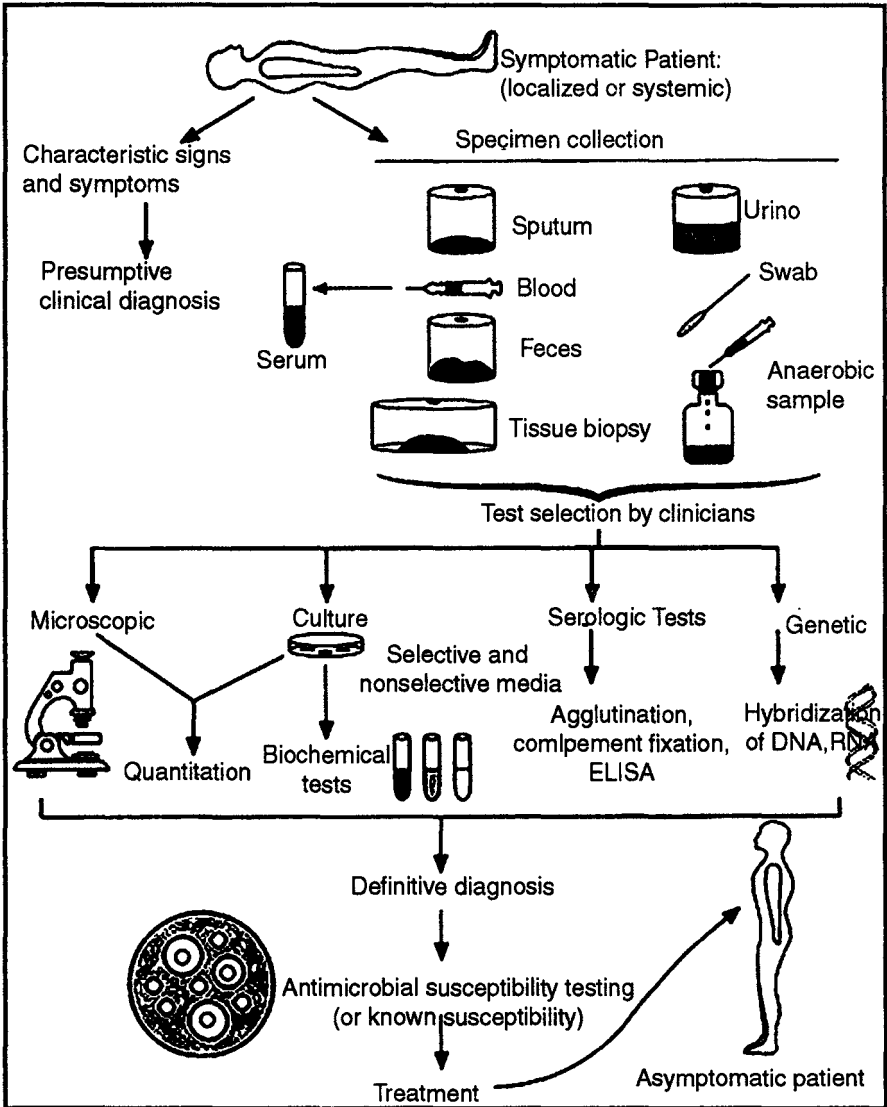 Symptomatic Patient:
(localized or systemic)
Characteristic signs
and symptoms
Presumptive
clinical diagnosis
Specimen collection
Sputum
Urino
Blood
Swab
Serum
Feces
Anaerobic
sample
Tissue biopsy
Test selection by clinicians
Microscopic
Culture
Serologic Tests
Genetic
Selective and
nonselective media
Quantitation
Biochemical
tests
Agglutination,
comlpement fixation,
ELISA
Hybridization
of DNA,RNA
Definitive diagnosis
Antimicrobial susceptibility testing
(or known susceptibility)
Treatment
Asymptomatic patient